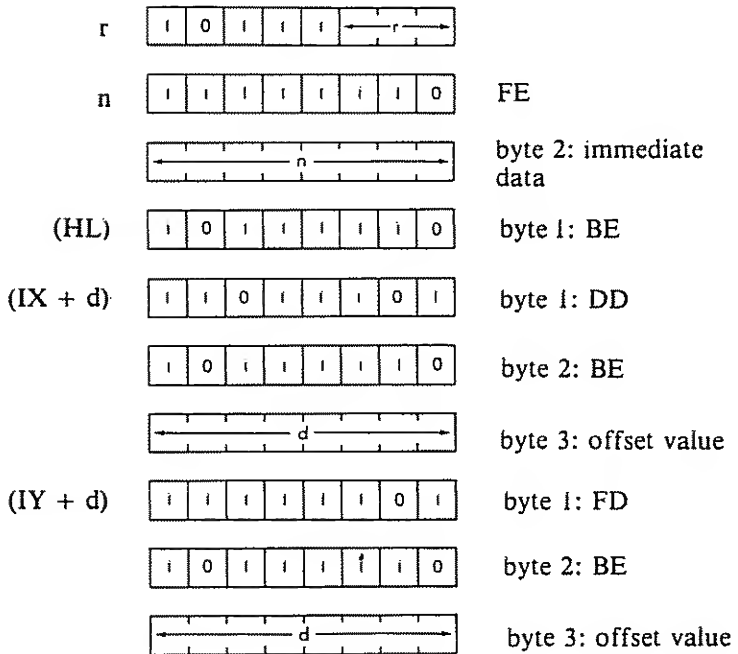 r 1 0 1 1 1 r
n 1 1 1 1 1 1 1 0 FE
n byte 2: immediate
data
(HL) 1 0 1 1 1 1 1 0 byte 1: BE
(IX + d) 1 1 0 1 1 1 0 1 byte 1: DD
1 0 1 1 1 1 1 0 byte 2: BE
d byte 3: offset value
(IY + d) 1 1 1 1 1 1 0 1 byte 1: FD
1 0 1 1 1 1 1 0 byte 2: BE
d byte 3: offset value